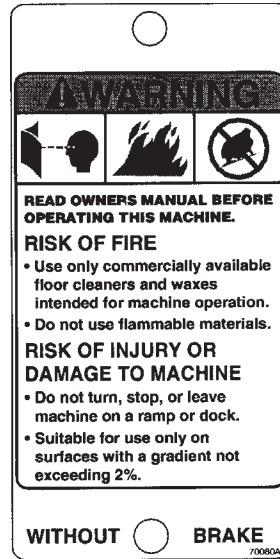 WARNING
READ OWNERS MANUAL BEFORE
OPERATING THIS MACHINE.
RISK OF FIRE
• Use only commercially available
floor cleaners and waxes
intended for machine operation.
• Do not use flammable materials.
RISK OF INJURY OR
DAMAGE TO MACHINE
• Do not turn, stop, or leave
machine on a ramp or dock.
• Suitable for use only on
surfaces with a gradient not
exceeding 2%.
WITHOUT BRAKE